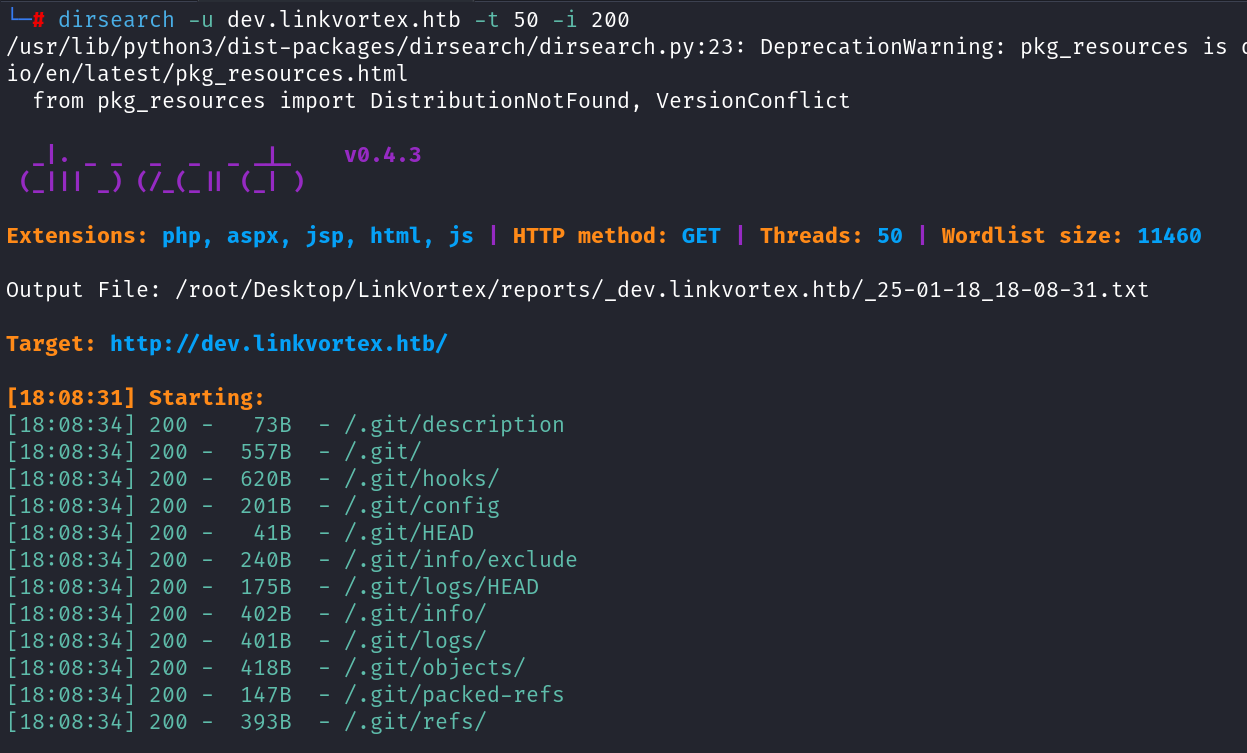 └─# dirsearch -u dev.linkvortex.htb -t 50 -i 200
/usr/lib/python3/dist-packages/dirsearch/dirsearch.py:23: DeprecationWarning: pkg_resources is
io/en/latest/pkg_resources.html
  from pkg_resources import DistributionNotFound, VersionConflict
  _|. _ _  _  _  _ _|_    v0.4.3
 (_||| _) (/_(_|| (_| )
Extensions: php, aspx, jsp, html, js | HTTP method: GET | Threads: 50 | Wordlist size: 11460
Output File: /root/Desktop/LinkVortex/reports/_dev.linkvortex.htb/_25-01-18_18-08-31.txt
Target: http://dev.linkvortex.htb/
[18:08:31] Starting:
[18:08:34] 200 -   73B  - /.git/description
[18:08:34] 200 -  557B  - /.git/
[18:08:34] 200 -  620B  - /.git/hooks/
[18:08:34] 200 -  201B  - /.git/config
[18:08:34] 200 -   41B  - /.git/HEAD
[18:08:34] 200 -  240B  - /.git/info/exclude
[18:08:34] 200 -  175B  - /.git/logs/HEAD
[18:08:34] 200 -  402B  - /.git/info/
[18:08:34] 200 -  401B  - /.git/logs/
[18:08:34] 200 -  418B  - /.git/objects/
[18:08:34] 200 -  147B  - /.git/packed-refs
[18:08:34] 200 -  393B  - /.git/refs/